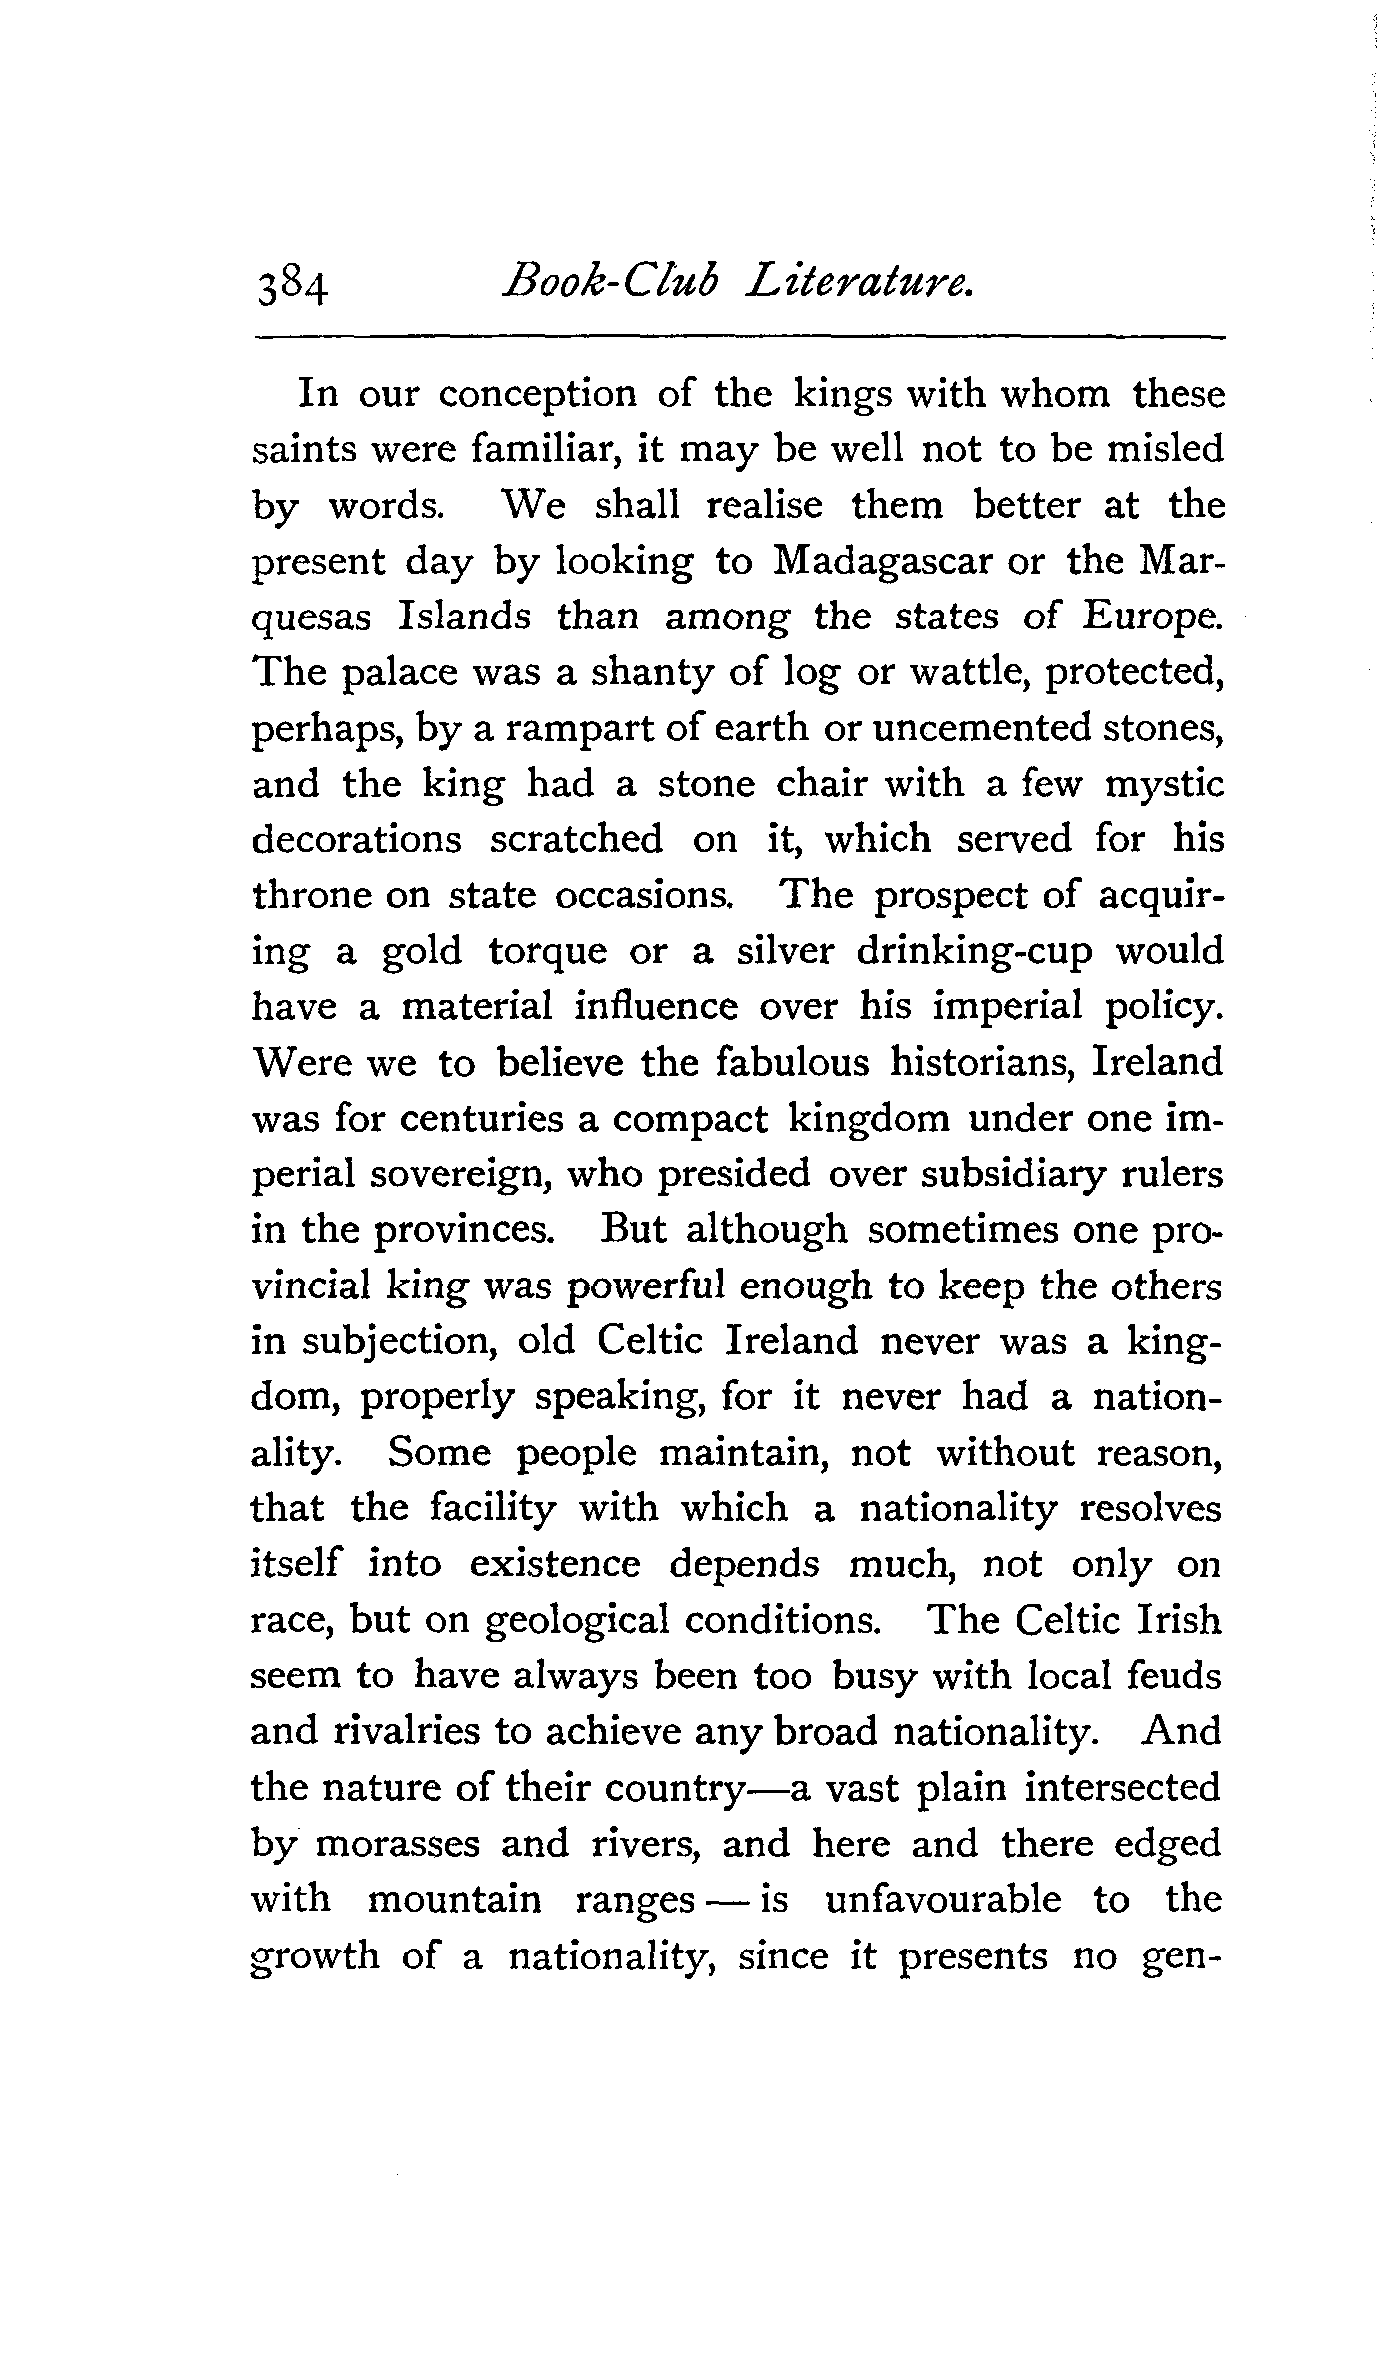 384 Book-Club Literature.
In our conception of the kings with whom these
saints were familiar, it may be well not to be misled
by words. We shall realise them better at the
present day by looking to Madagascar or the Mar-
quesas Islands than among the states of Europe.
The palace was a shanty of log or wattle, protected,
perhaps, by a rampart of earth or uncemented stones,
and the king had a stone chair with a few mystic
decorations scratched on it, which served for his
throne on state occasions. The prospect of acquir-
ing a gold torque or a silver drinking-cup would
have a material influence over his imperial policy.
Were we to believe the fabulous historians, Ireland
was for centuries a compact kingdom under one im-
perial sovereign, who presided over subsidiary rulers
in the provinces. But although sometimes one pro-
vincial king was powerful enough to keep the others
in subjection, old Celtic Ireland never was a king-
dom, properly speaking, for it never had a nation-
ality. Some people maintain, not without reason,
that the facility with which a nationality resolves
itself into existence depends much, not only on
race, but on geological conditions. The Celtic Irish
seem to have always been too busy with local feuds
and rivalries to achieve any broad nationality. And
the nature of their country—a vast plain intersected
by morasses and rivers, and here and there edged
with mountain ranges — is unfavourable to the
growth of a nationality, since it presents no gen-